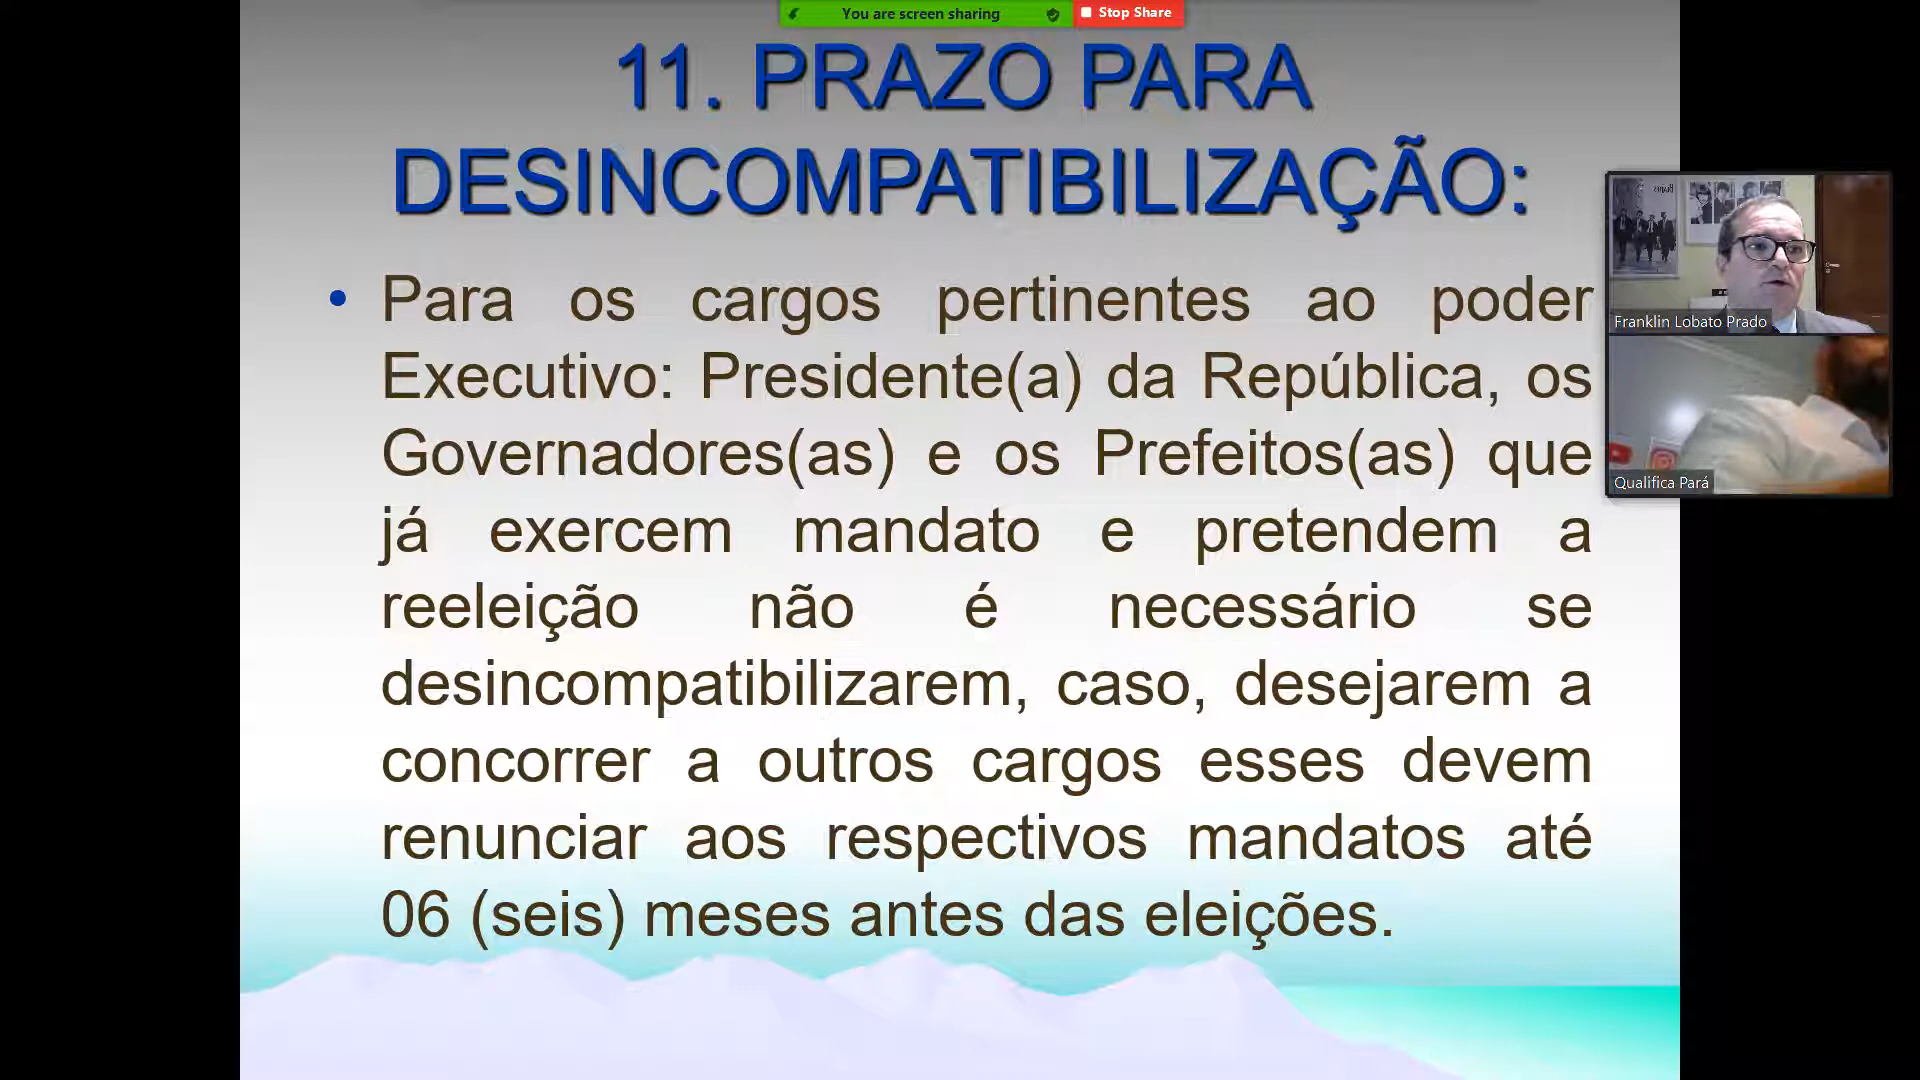 You are screen sharing
Stop Share
11. PRAZO PARA
DESINCOMPATIBILIZAÇÃO:
• Para os cargos pertinentes ao poder
Executivo: Presidente(a) da República, os
Governadores(as) e os Prefeitos(as) que
já exercem mandato e pretendem a
reeleição não é necessário se
desincompatibilizarem, caso, desejarem a
concorrer a outros cargos esses devem
renunciar aos respectivos mandatos até
06 (seis) meses antes das eleições.
Franklin Lobato Prado
Qualifica Pará